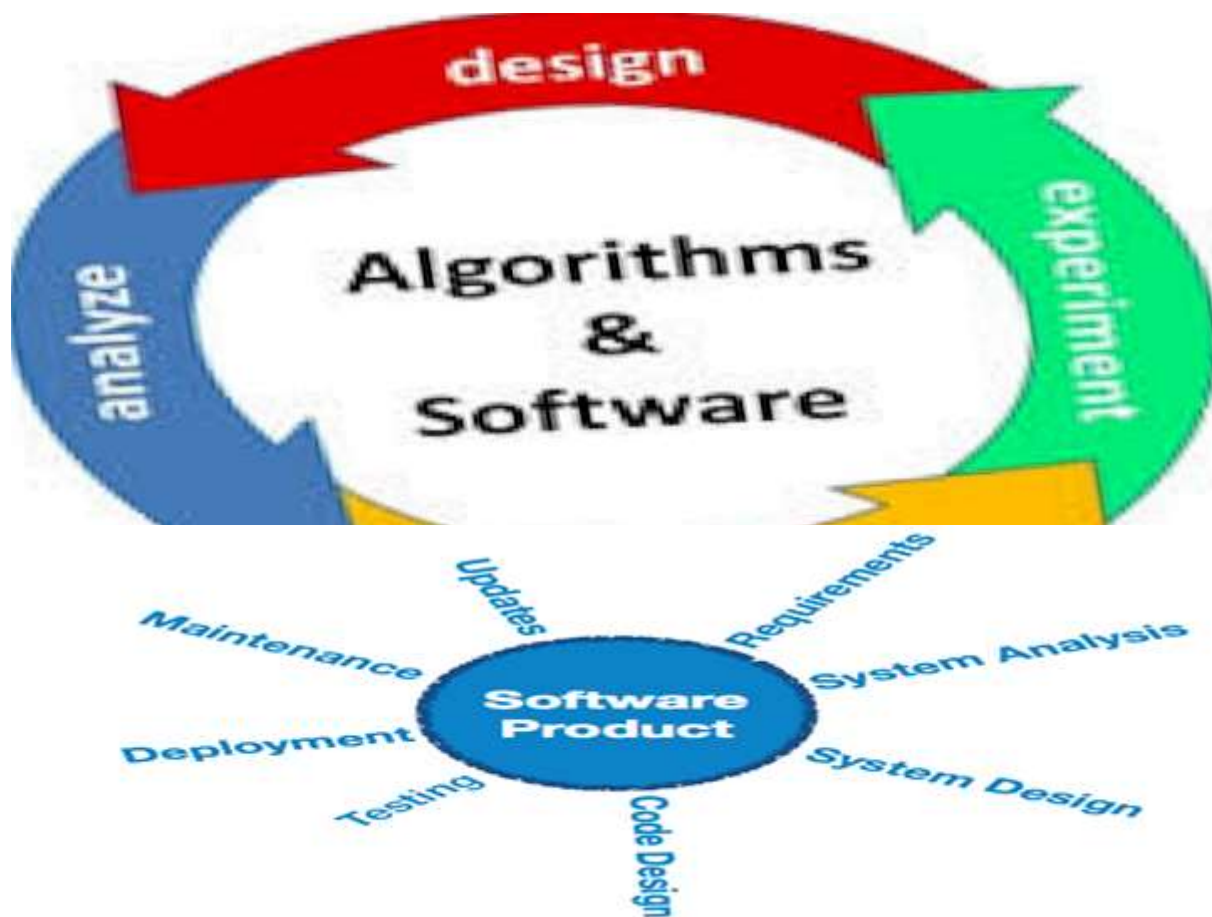 design
analyze
experiment
Algorithms
&
Software
Updates
Requirements
Maintenance
System Analysis
Software
Product
Deployment
System Design
Testing
Code Design